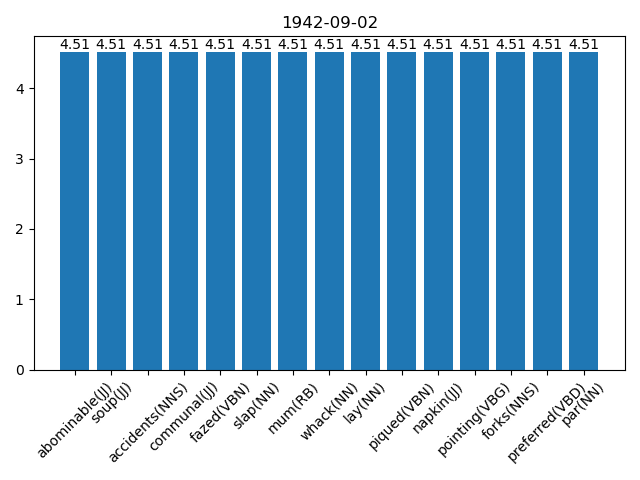 1942-09-02
4.51 4.51 4.51 4.51 4.51 4.51 4.51 4.51 4.51 4.51 4.51 4.51 4.51 4.51 4.51
4
3
2
1
0
abominable(JJ)
soup(JJ)
accidents(NNS)
communal(JJ)
fazed(VBN)
slap(NN)
mum(RB)
whack(NN)
lay(NN)
piqued(VBN)
napkin(JJ)
pointing(VBG)
forks(NNS)
preferred(VBD)
par(NN)